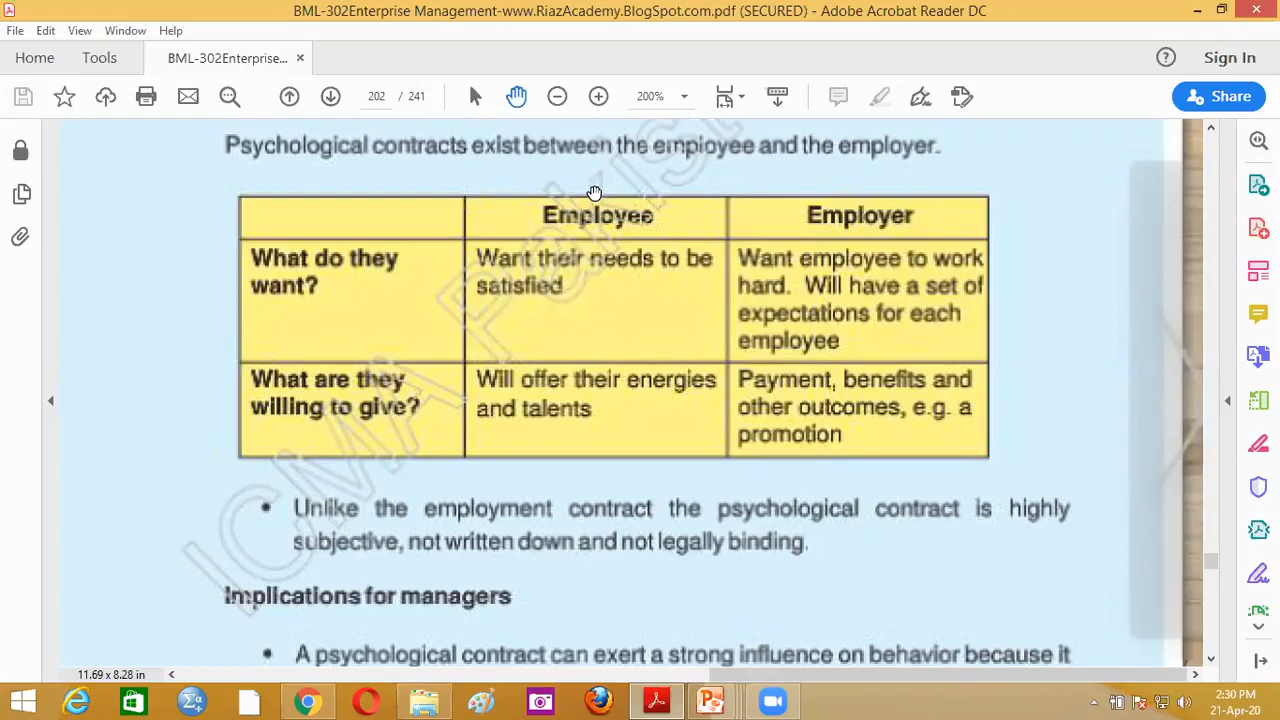 BML-302Enterprise Management-www.RiazAcademy.BlogSpot.com.pdf (SECURED) - Adobe Acrobat Reader DC
File Edit View Window Help
Home Tools BML-302Enterprise... × Sign In
202 / 241 200% Share
Psychological contracts exist between the employee and the employer.
Employee Employer
What do they want? Want their needs to be satisfied Want employee to work hard. Will have a set of expectations for each employee
What are they willing to give? Will offer their energies and talents Payment, benefits and other outcomes, e.g. a promotion
• Unlike the employment contract the psychological contract is highly
subjective, not written down and not legally binding.
Implications for managers
• A psychological contract can exert a strong influence on behavior because it
ICMA Pakist
11.69 x 8.28 in
2:30 PM
21-Apr-20